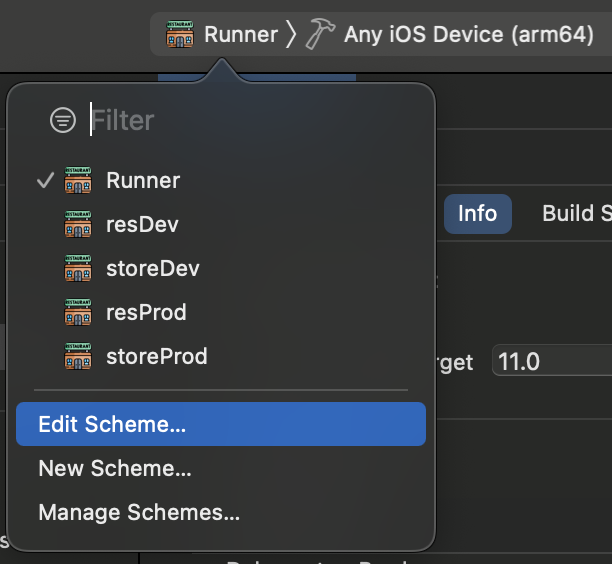 Runner 〉 Any iOS Device (arm64)
Filter
Runner
resDev
Info
Build S
storeDev
resProd
storeProd
rget
11.0
Edit Scheme...
New Scheme...
Manage Schemes...
s